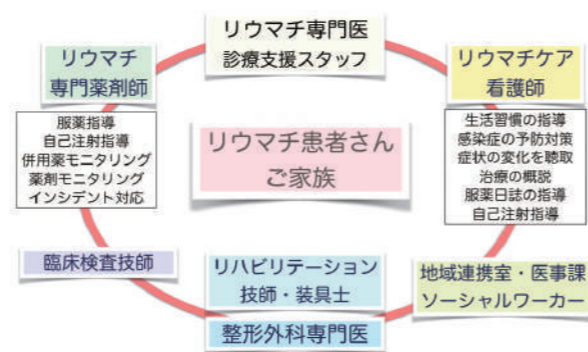 リウマチ専門医
診療支援スタッフ
リウマチ
専門薬剤師
服薬指導
自己注射指導
併用薬モニタリング
薬剤モニタリング
インシデント対応
リウマチケア
看護師
生活習慣の指導
感染症の予防対策
症状の変化を聴取
治療の概説
服薬日誌の指導
自己注射の指導
リウマチ患者さん
ご家族
臨床検査技師
リハビリテーション
技師・装具士
整形外科専門医
地域連携室・医事課
ソーシャルワーカー